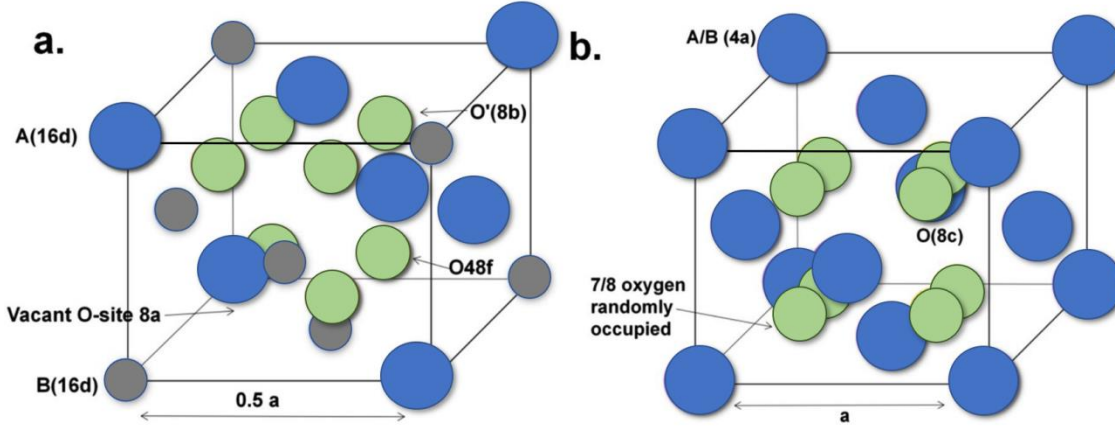 a.
A(16d)
O'(8b)
O48f
Vacant O-site 8a
B(16d)
0.5 a
b.
A/B (4a)
O(8c)
7/8 oxygen
randomly
occupied
a